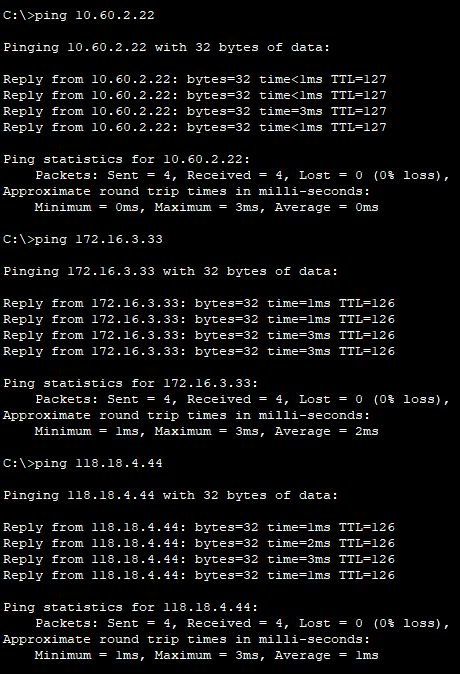 C:\>ping 10.60.2.22
Pinging 10.60.2.22 with 32 bytes of data:
Reply from 10.60.2.22: bytes=32 time<1ms TTL=127
Reply from 10.60.2.22: bytes=32 time<1ms TTL=127
Reply from 10.60.2.22: bytes=32 time=3ms TTL=127
Reply from 10.60.2.22: bytes=32 time<1ms TTL=127
Ping statistics for 10.60.2.22:
    Packets: Sent = 4, Received = 4, Lost = 0 (0% loss),
Approximate round trip times in milli-seconds:
    Minimum = 0ms, Maximum = 3ms, Average = 0ms
C:\>ping 172.16.3.33
Pinging 172.16.3.33 with 32 bytes of data:
Reply from 172.16.3.33: bytes=32 time=1ms TTL=126
Reply from 172.16.3.33: bytes=32 time=1ms TTL=126
Reply from 172.16.3.33: bytes=32 time=3ms TTL=126
Reply from 172.16.3.33: bytes=32 time=3ms TTL=126
Ping statistics for 172.16.3.33:
    Packets: Sent = 4, Received = 4, Lost = 0 (0% loss),
Approximate round trip times in milli-seconds:
    Minimum = 1ms, Maximum = 3ms, Average = 2ms
C:\>ping 118.18.4.44
Pinging 118.18.4.44 with 32 bytes of data:
Reply from 118.18.4.44: bytes=32 time=1ms TTL=126
Reply from 118.18.4.44: bytes=32 time=2ms TTL=126
Reply from 118.18.4.44: bytes=32 time=3ms TTL=126
Reply from 118.18.4.44: bytes=32 time=1ms TTL=126
Ping statistics for 118.18.4.44:
    Packets: Sent = 4, Received = 4, Lost = 0 (0% loss),
Approximate round trip times in milli-seconds:
    Minimum = 1ms, Maximum = 3ms, Average = 1ms